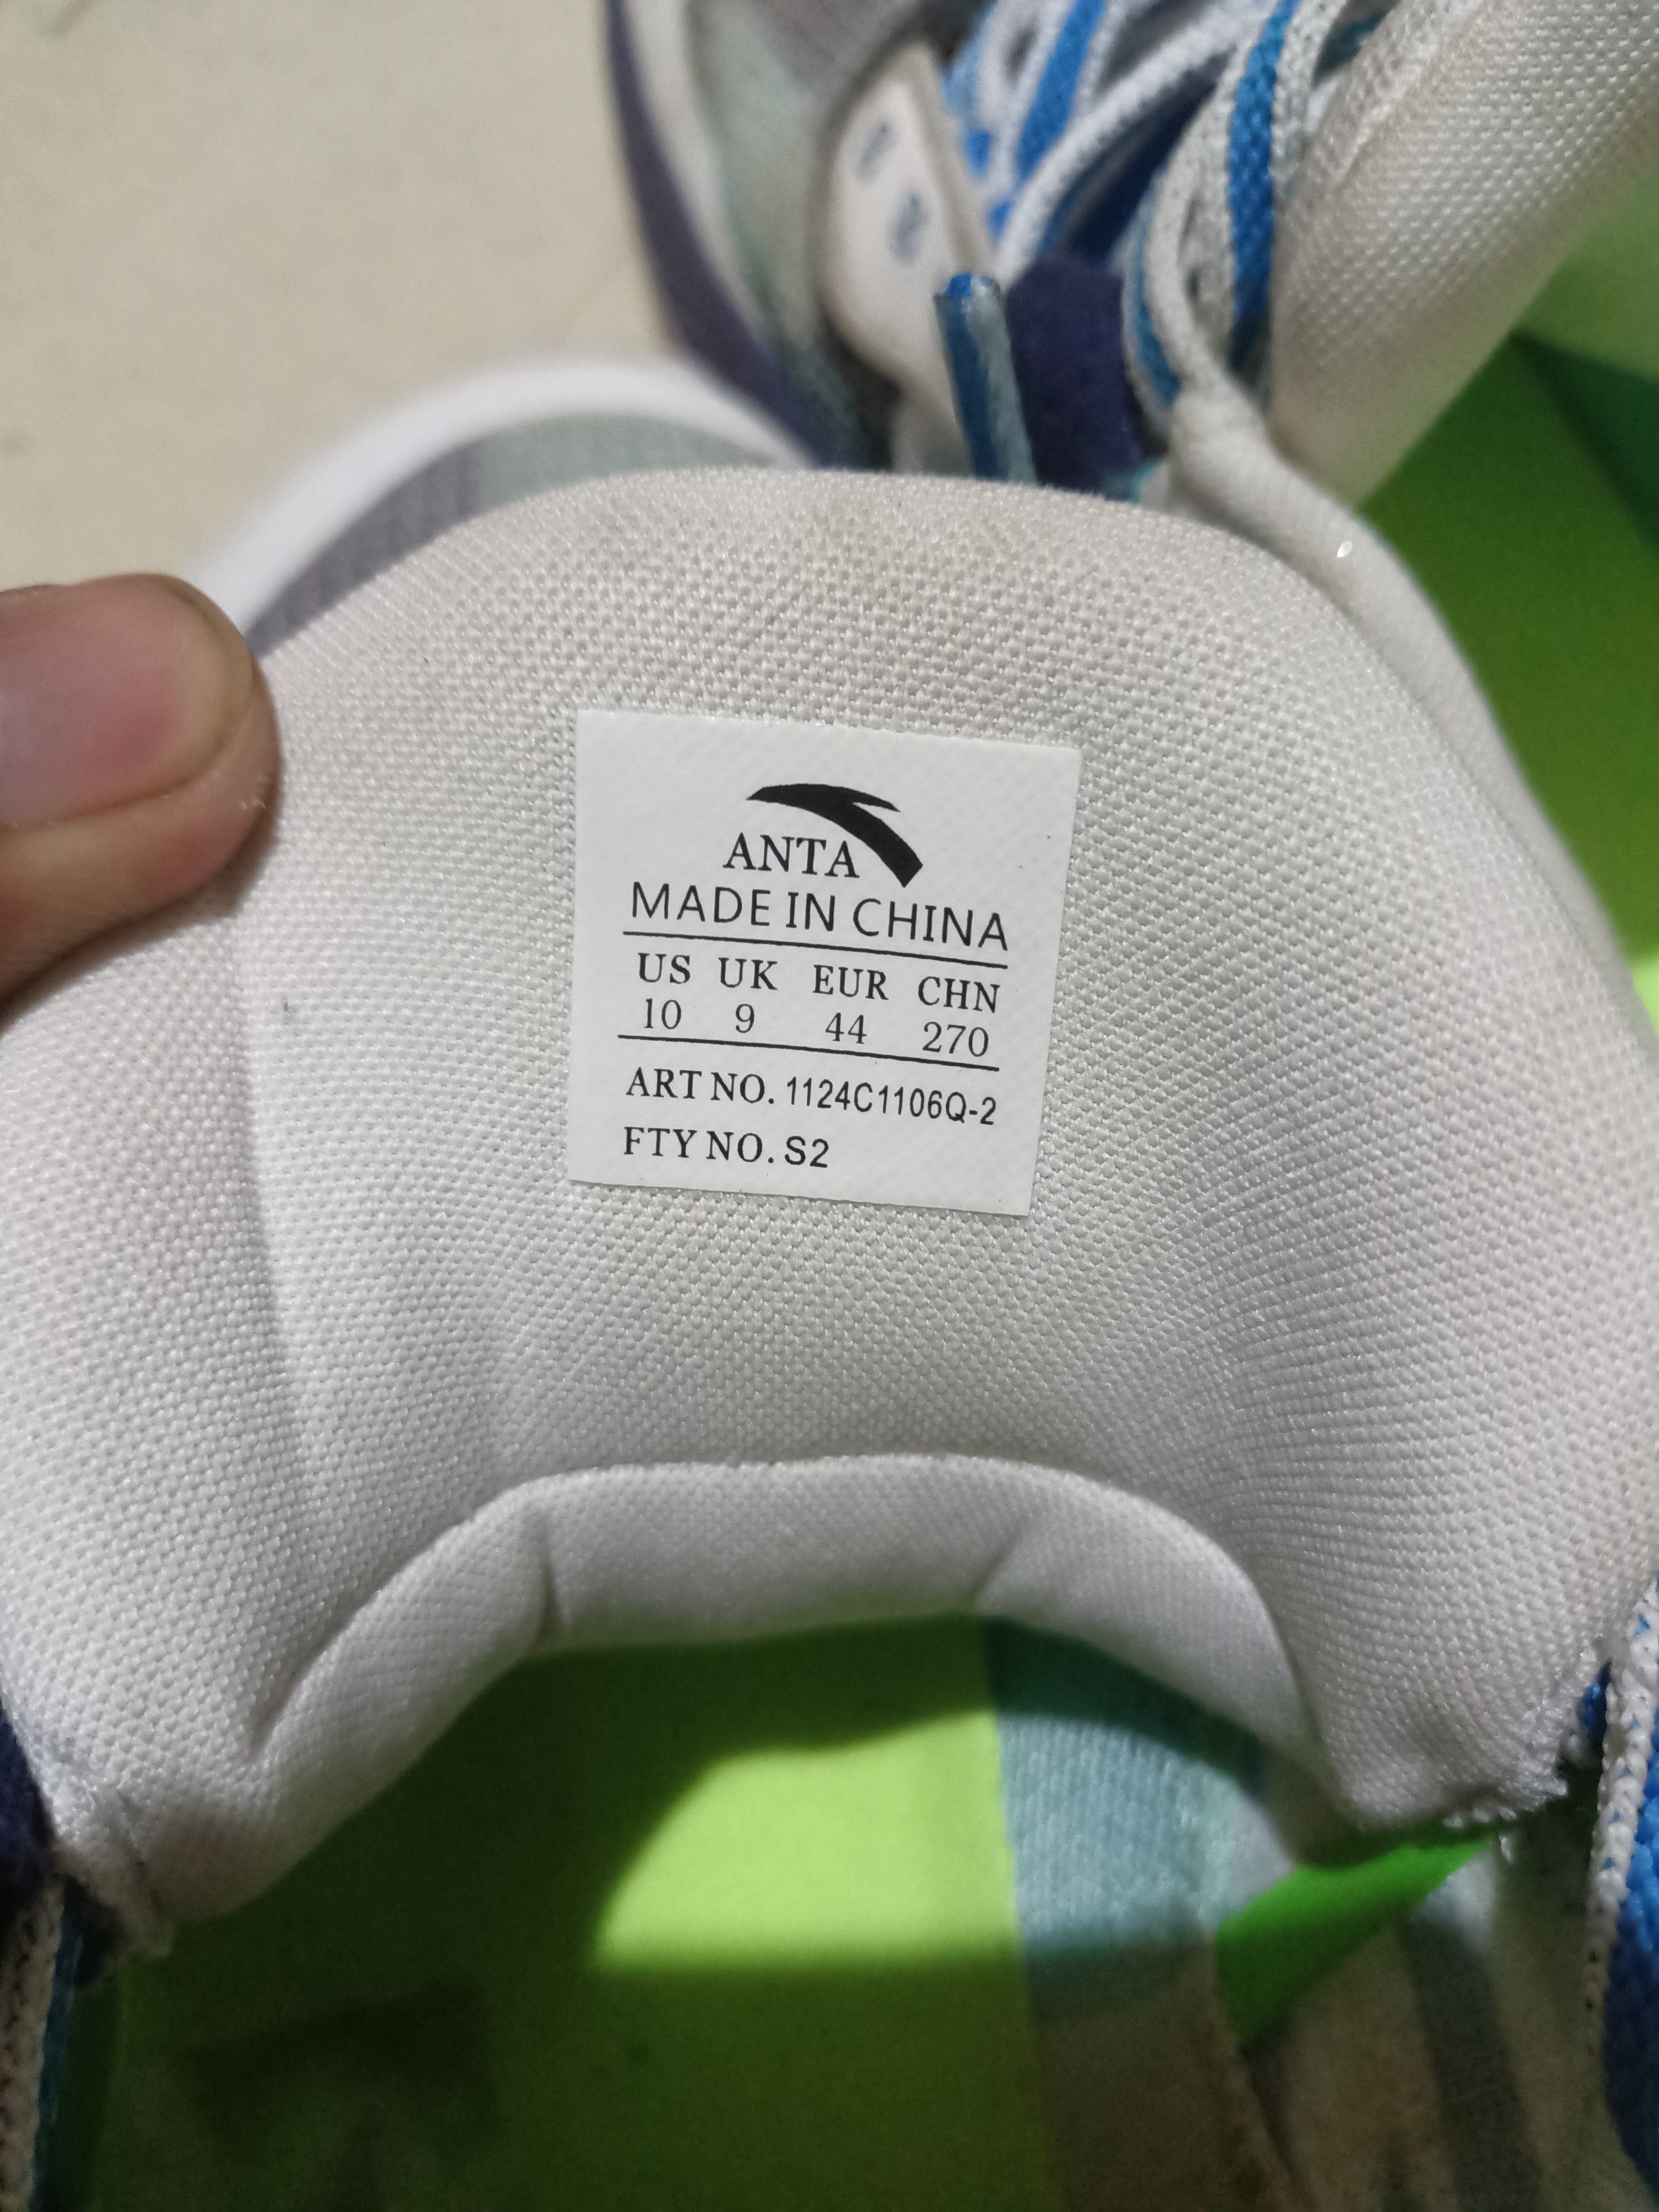 ANTA
MADE IN CHINA
US UK EUR CHN
10 9 44 270
ART NO. 1124C1106Q-2
FTY NO. S2